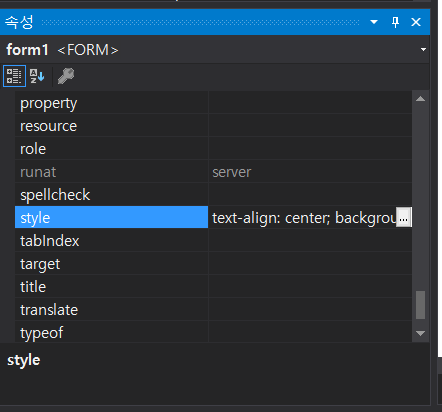 속성
form1 <FORM>
property
resource
role
runat server
spellcheck
style text-align: center; backgrou ...
tabIndex
target
title
translate
typeof
style